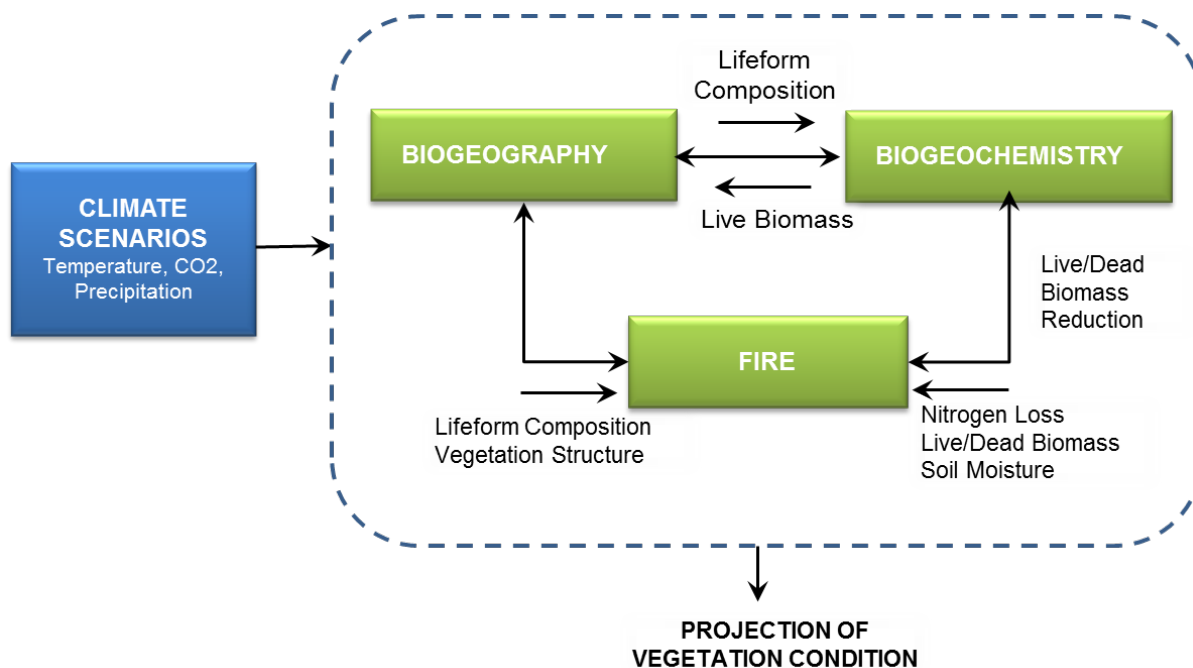 Lifeform
Composition
BIOGEOGRAPHY
BIOGEOCHEMISTRY
Live Biomass
CLIMATE
SCENARIOS
Temperature, CO2,
Precipitation
Live/Dead
Biomass
Reduction
FIRE
Lifeform Composition
Vegetation Structure
Nitrogen Loss
Live/Dead Biomass
Soil Moisture
PROJECTION OF
VEGETATION CONDITION